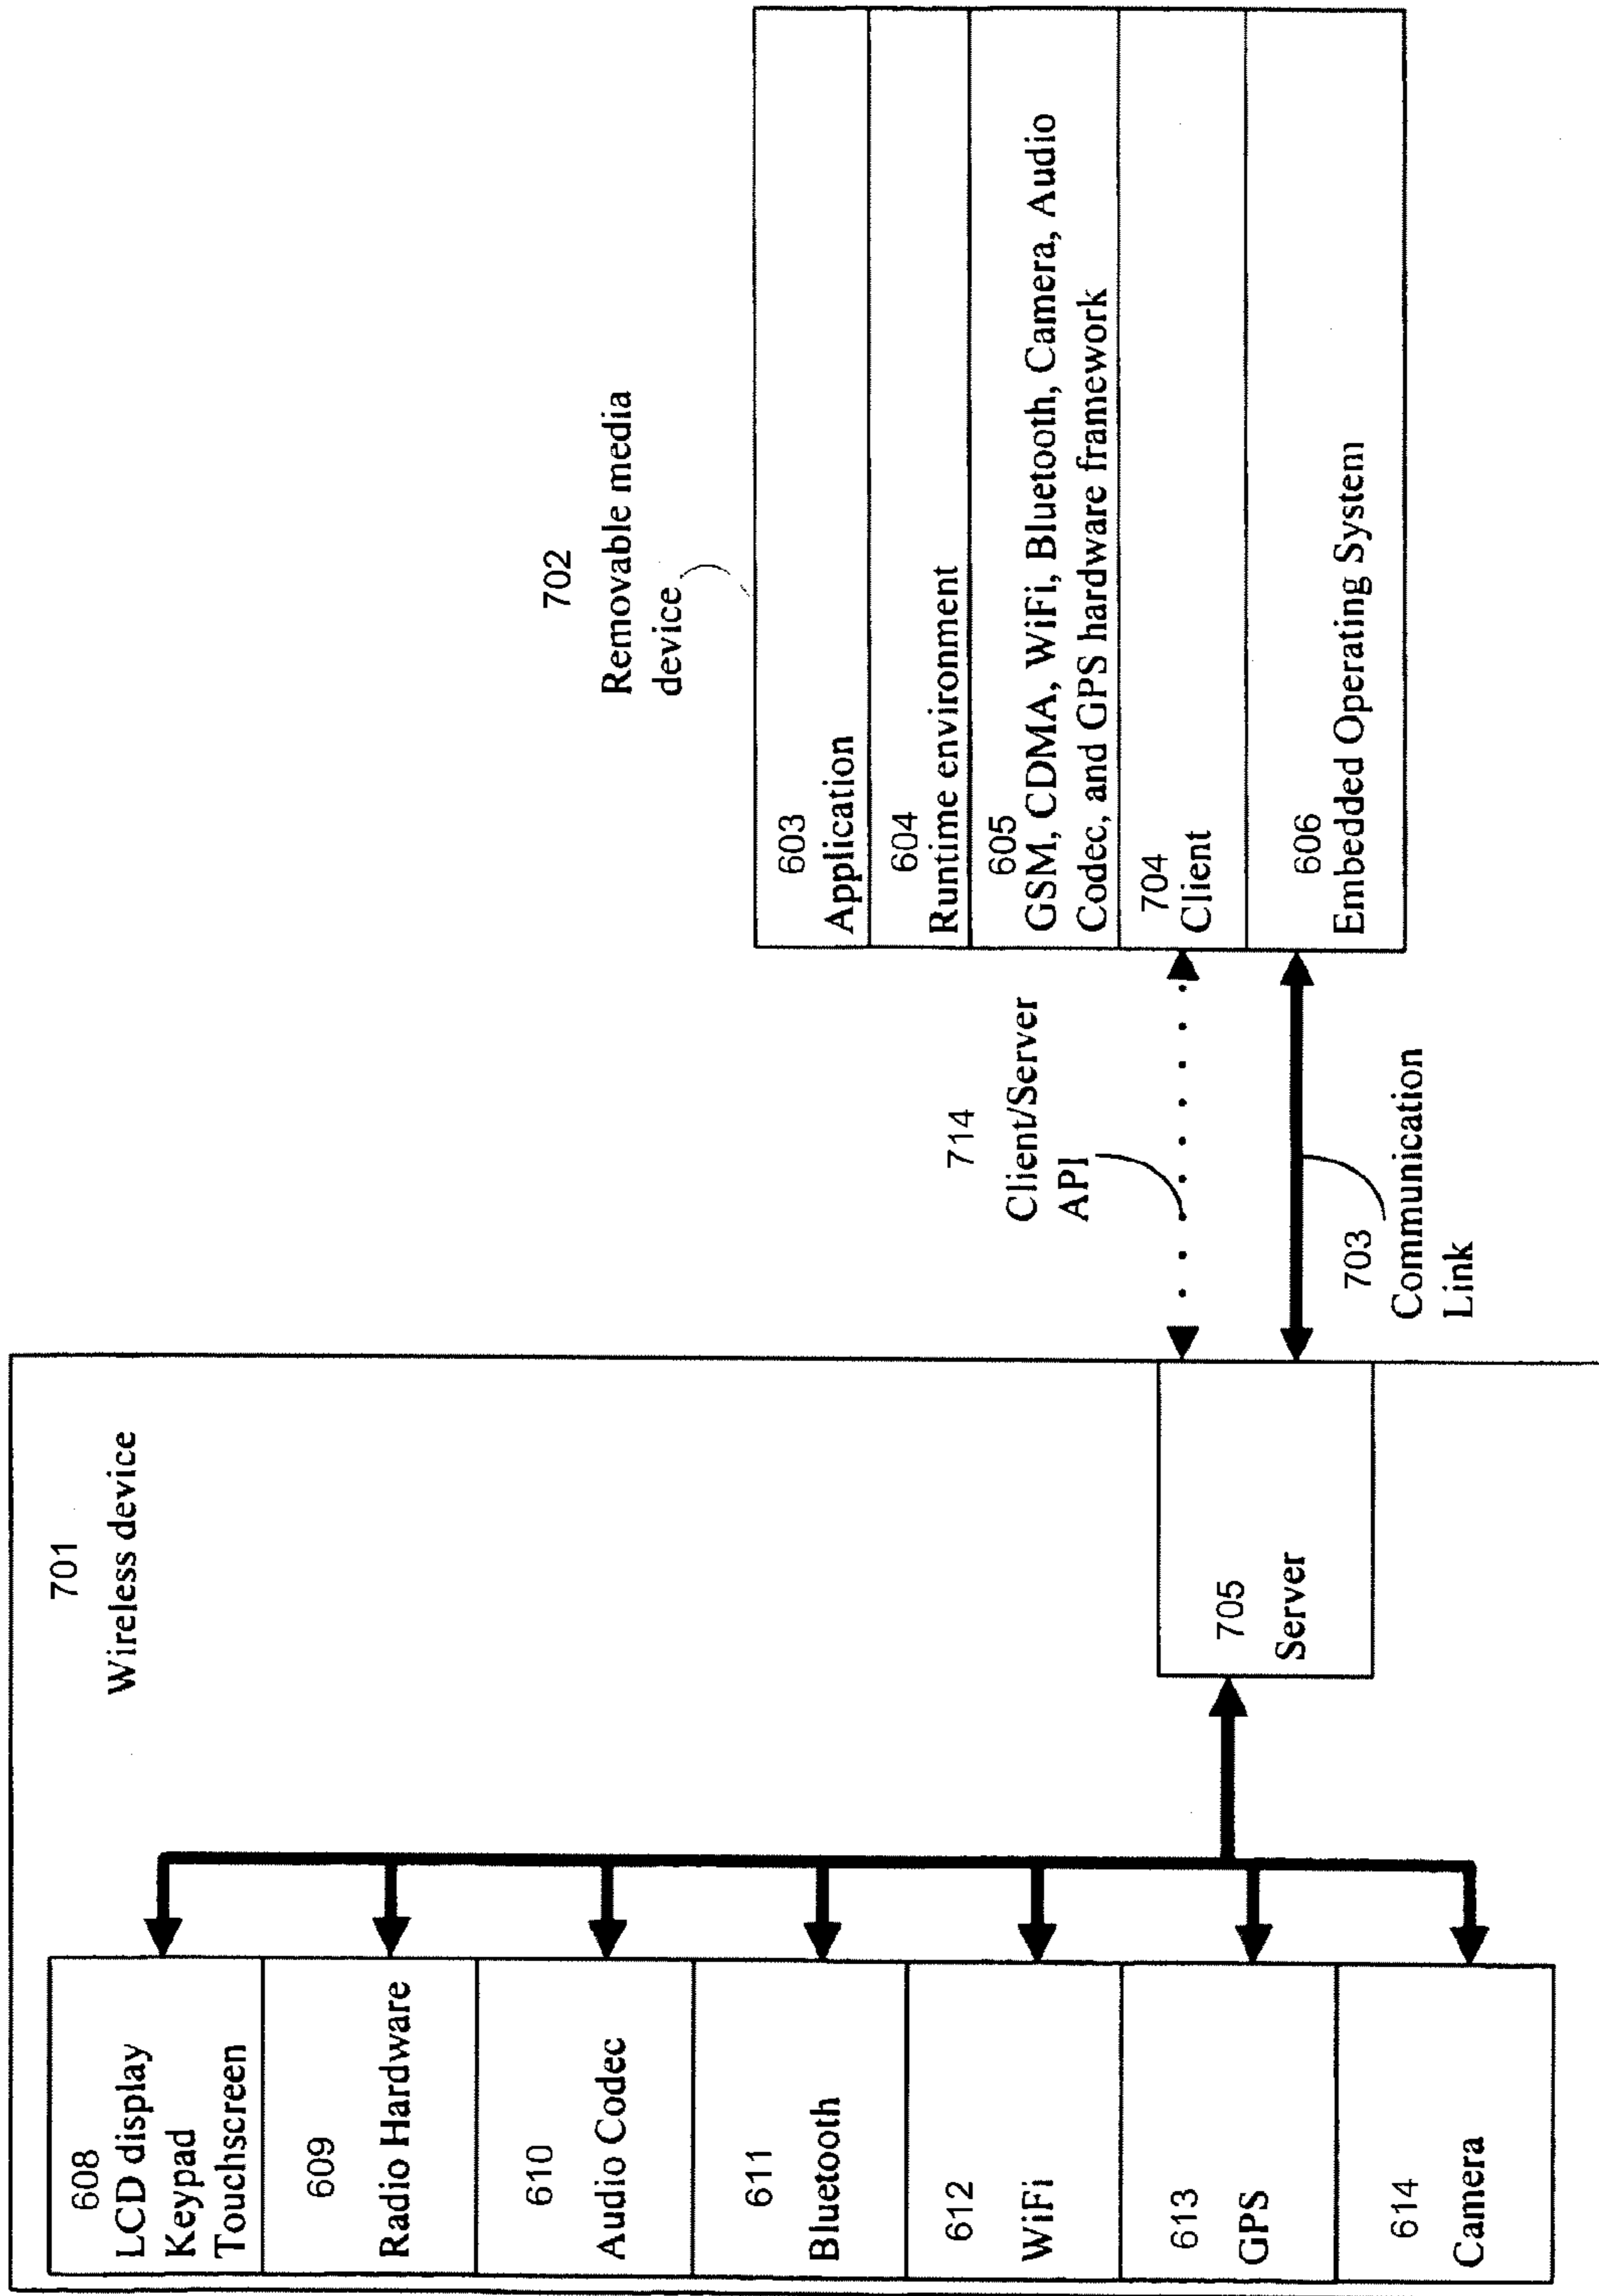 701
Wireless device
608
LCD display
Keypad
Touchscreen
609
Radio Hardware
610
Audio Codec
611
Bluetooth
612
WiFi
613
GPS
614
Camera
705
Server
714
Client/Server
API
703
Communication
Link
702
Removable media
device
603
Application
604
Runtime environment
605
GSM, CDMA, WiFi, Bluetooth, Camera, Audio
Codec, and GPS hardware framework
704
Client
606
Embedded Operating System